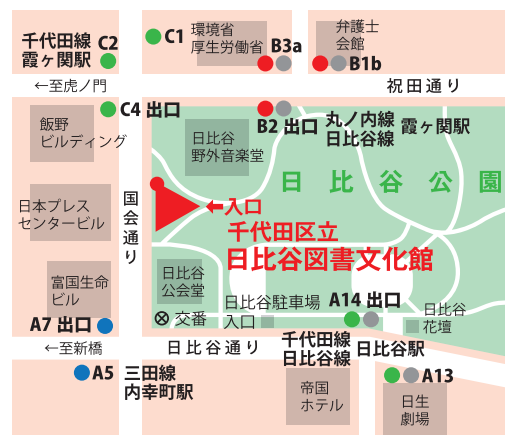 千代田線
霞ヶ関駅
C2
C1
環境省
厚生労働省
B3a
弁護士
会館
B1b
←至虎ノ門
祝田通り
C4 出口
飯野
ビルディング
日比谷
野外音楽堂
B2 出口
丸ノ内線
日比谷線
霞ヶ関駅
日比谷公園
日本プレス
センタービル
国会通り
←入口
千代田区立
日比谷図書文化館
富国生命
ビル
日比谷
公会堂
A7 出口
交番
日比谷駐車場
入口
A14 出口
日比谷
花壇
←至新橋
日比谷通り
千代田線
日比谷線
日比谷駅
A5
三田線
内幸町駅
帝国
ホテル
A13
日生
劇場